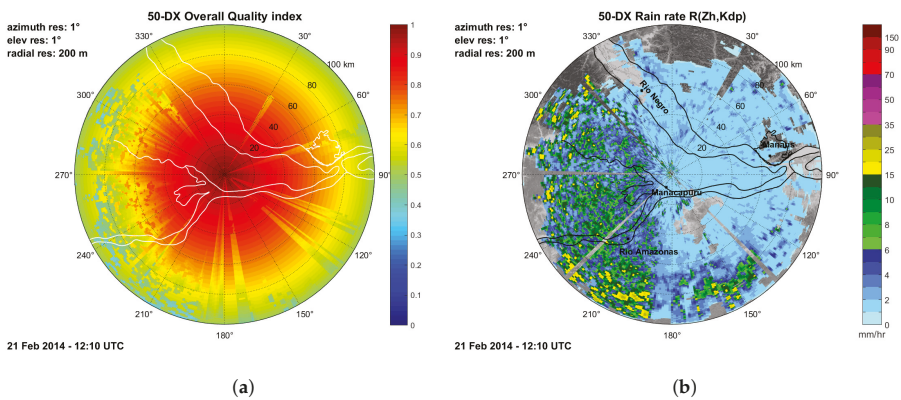 50-DX Overall Quality index
azimuth res: 1°
elev res: 1°
radial res: 200 m
330°
30°
100 km
80
60
40
20
300°
60°
270°
90°
240°
120°
210°
150°
180°
1
0.9
0.8
0.7
0.6
0.5
0.4
0.3
0.2
0.1
0
21 Feb 2014 - 12:10 UTC
(a)
50-DX Rain rate R(Zh,Kdp)
azimuth res: 1°
elev res: 1°
radial res: 200 m
330°
30°
100 km
80
60
40
20
300°
60°
Rio Negro
Manaus
270°
90°
Manacapuru
Rio Amazonas
240°
120°
210°
150°
180°
150
90
70
50
35
25
15
10
8
6
4
2
0
mm/hr
21 Feb 2014 - 12:10 UTC
(b)